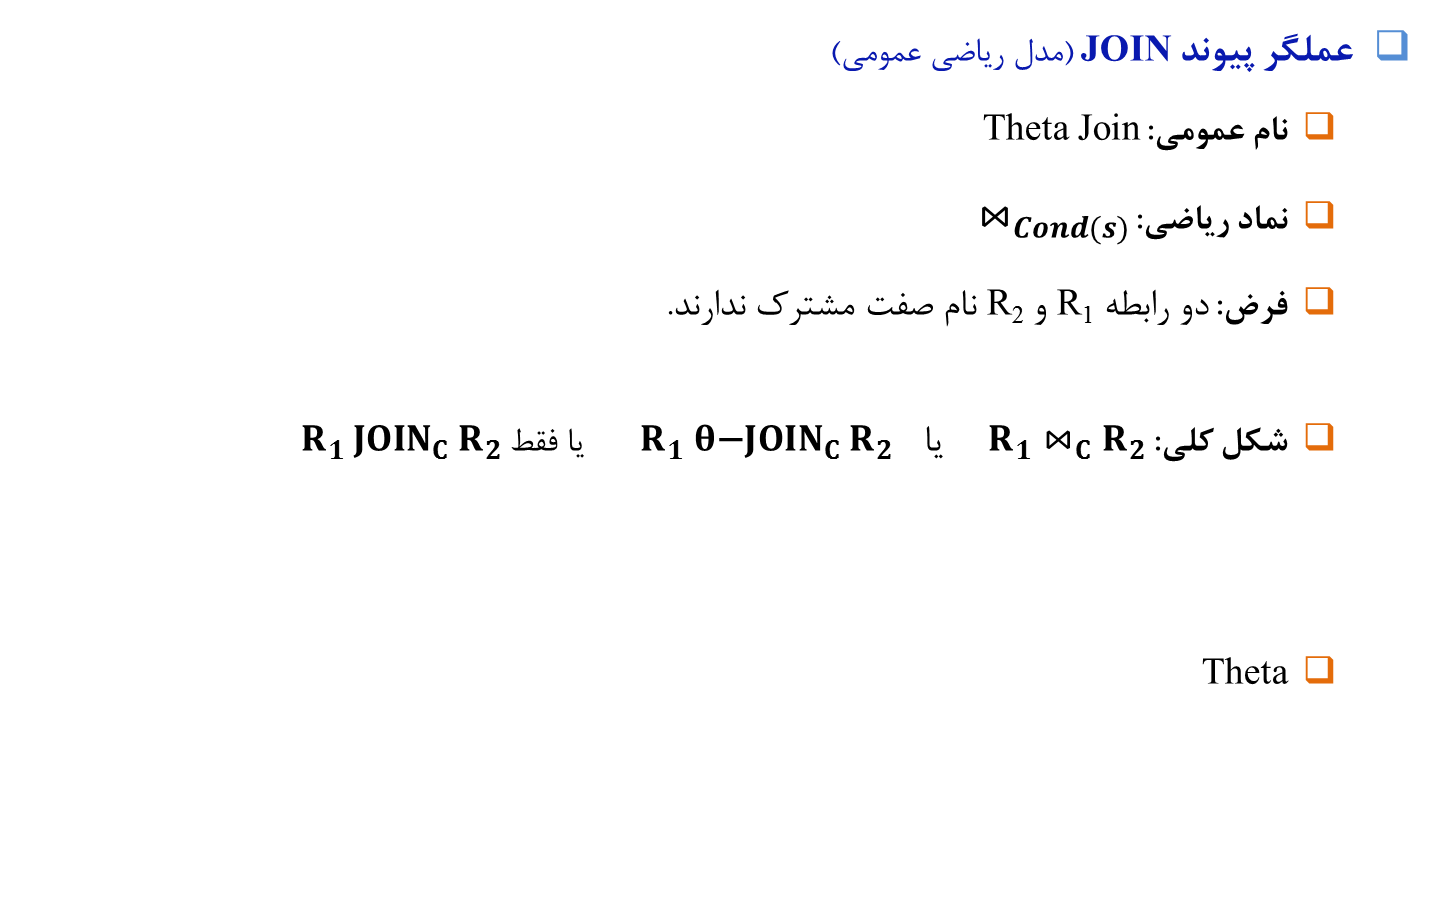 عملگر پیوند JOIN (مدل ریاضی عمومی)
نام عمومی: Theta Join
نماد ریاضی: ⋈Cond(s)
فرض: دو رابطه R1 و R2 نام صفت مشترک ندارند.
شکل کلی: R1 ⋈C R2 یا R1 θ−JOINC R2 یا فقط R1 JOINC R2
Theta